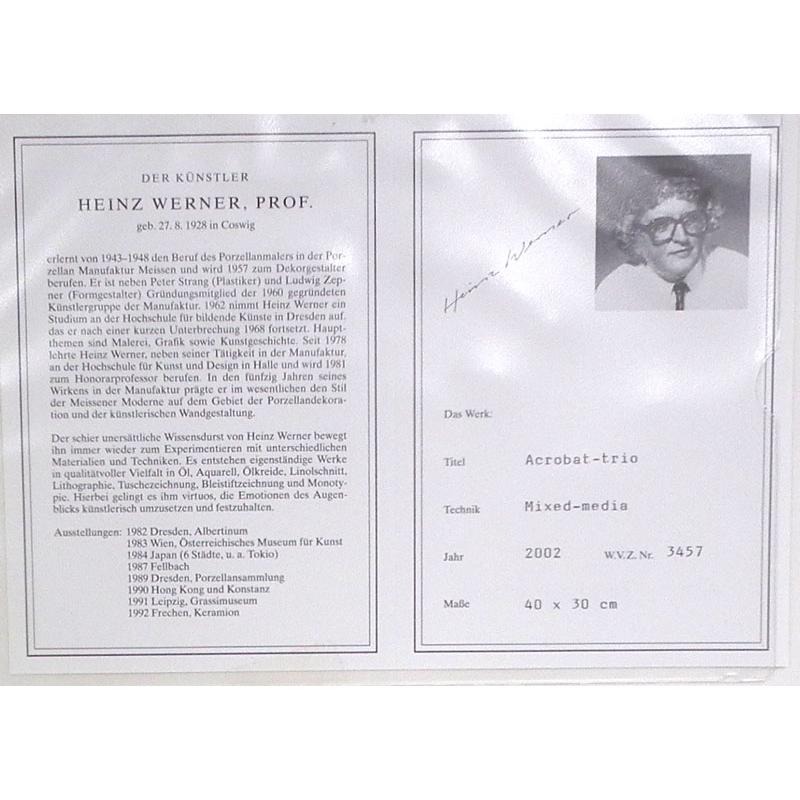 DER KÜNSTLER
HEINZ WERNER, PROF.
geb. 27. 8. 1928 in Coswig
erlernt von 1943–1948 den Beruf des Porzellanmalers in der Por-
zellan Manufaktur Meissen und wird 1957 zum Dekorgestalter
berufen. Er ist neben Peter Strang (Plastiker) und Ludwig Zep-
ner (Formgestalter) Gründungsmitglied der 1960 gegründeten
Künstlergruppe der Manufaktur. 1962 nimmt Heinz Werner ein
Studium an der Hochschule für bildende Künste in Dresden auf,
das er nach einer kurzen Unterbrechung 1968 fortsetzt. Haupt-
themen sind Malerei, Grafik sowie Kunstgeschichte. Seit 1978
lehrte Heinz Werner, neben seiner Tätigkeit in der Manufaktur,
an der Hochschule für Kunst und Design in Halle und wird 1981
zum Honorarprofessor berufen. In den fünfzig Jahren seines
Wirkens in der Manufaktur prägte er im wesentlichen den Stil
der Meissener Moderne auf dem Gebiet der Porzellandekora-
tion und der künstlerischen Wandgestaltung.
Der schier unersättliche Wissensdurst von Heinz Werner bewegt
ihn immer wieder zum Experimentieren mit unterschiedlichen
Materialien und Techniken. Es entstehen eigenständige Werke
in qualitätvoller Vielfalt in Öl, Aquarell, Ölkreide, Linolschnitt,
Lithographie, Tuschezeichnung, Bleistiftzeichnung und Monoty-
pie. Hierbei gelingt es ihm virtuos, die Emotionen des Augen-
blicks künstlerisch umzusetzen und festzuhalten.
Ausstellungen: 1982 Dresden, Albertinum
1983 Wien, Österreichisches Museum für Kunst
1984 Japan (6 Städte, u. a. Tokio)
1987 Fellbach
1989 Dresden, Porzellansammlung
1990 Hong Kong und Konstanz
1991 Leipzig, Grassimuseum
1992 Frechen, Keramion
Heinz Werner
Das Werk:
Titel Acrobat-trio
Technik Mixed-media
Jahr 2002 W.V.Z. Nr. 3457
Maße 40 x 30 cm